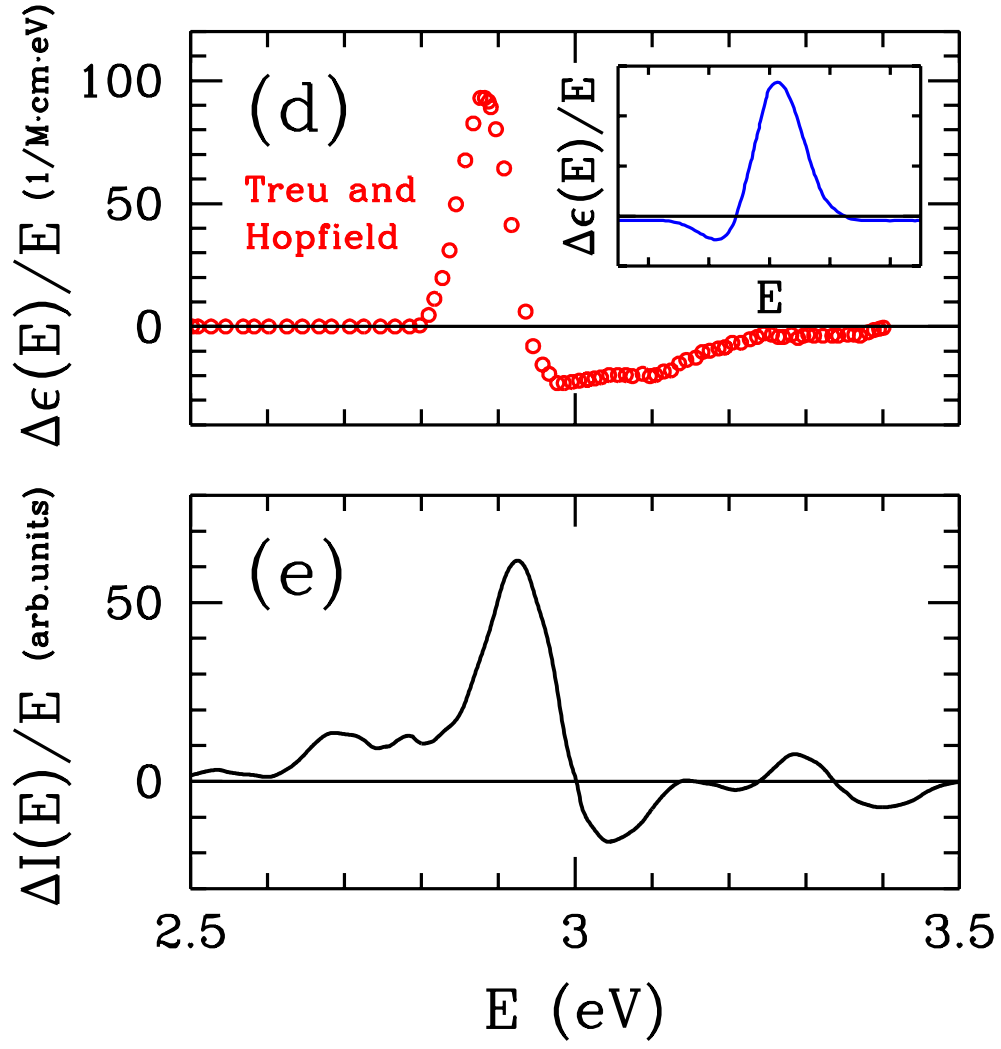 Δϵ(E)/E (1/M·cm·eV)
100
50
0
(d)
Treu and
Hopfield
Δϵ(E)/E
E
ΔI(E)/E (arb.units)
50
0
(e)
2.5 3 3.5
E (eV)